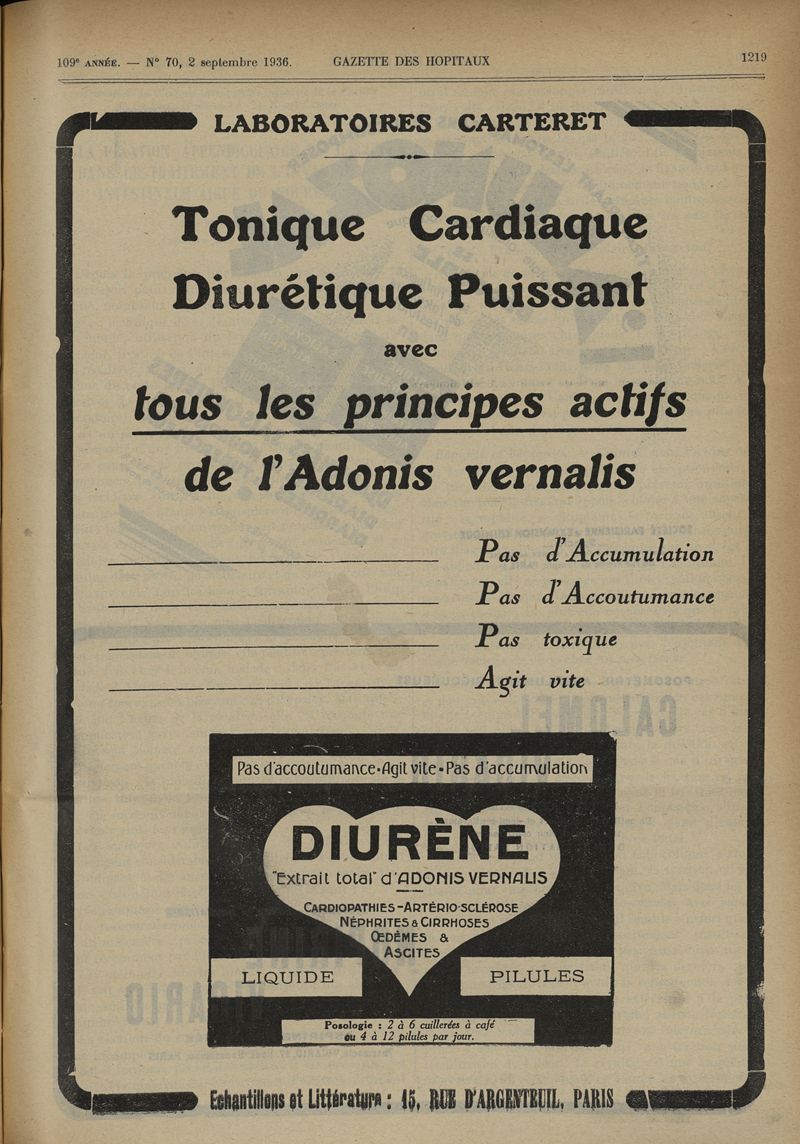 109e ANNÉE. — N° 70, 2 septembre 1936. GAZETTE DES HOPITAUX 1219
LABORATOIRES CARTERET
Tonique Cardiaque
Diurétique Puissant
avec
tous les principes actifs
de l'Adonis vernalis
Pas d'Accumulation
Pas d'Accoutumance
Pas toxique
Agit vite
Pas d'accoutumance•Agit vite•Pas d'accumulation
DIURÈNE
"Extrait total" d'ADONIS VERNALIS
CARDIOPATHIES-ARTÉRIO-SCLÉROSE
NÉPHRITES & CIRRHOSES
ŒDÈMES &
ASCITES
LIQUIDE PILULES
Posologie : 2 à 6 cuillerées à café
ou 4 à 12 pilules par jour.
Echantillons et Littérature : 15, RUE D'ARGENTEUIL, PARIS